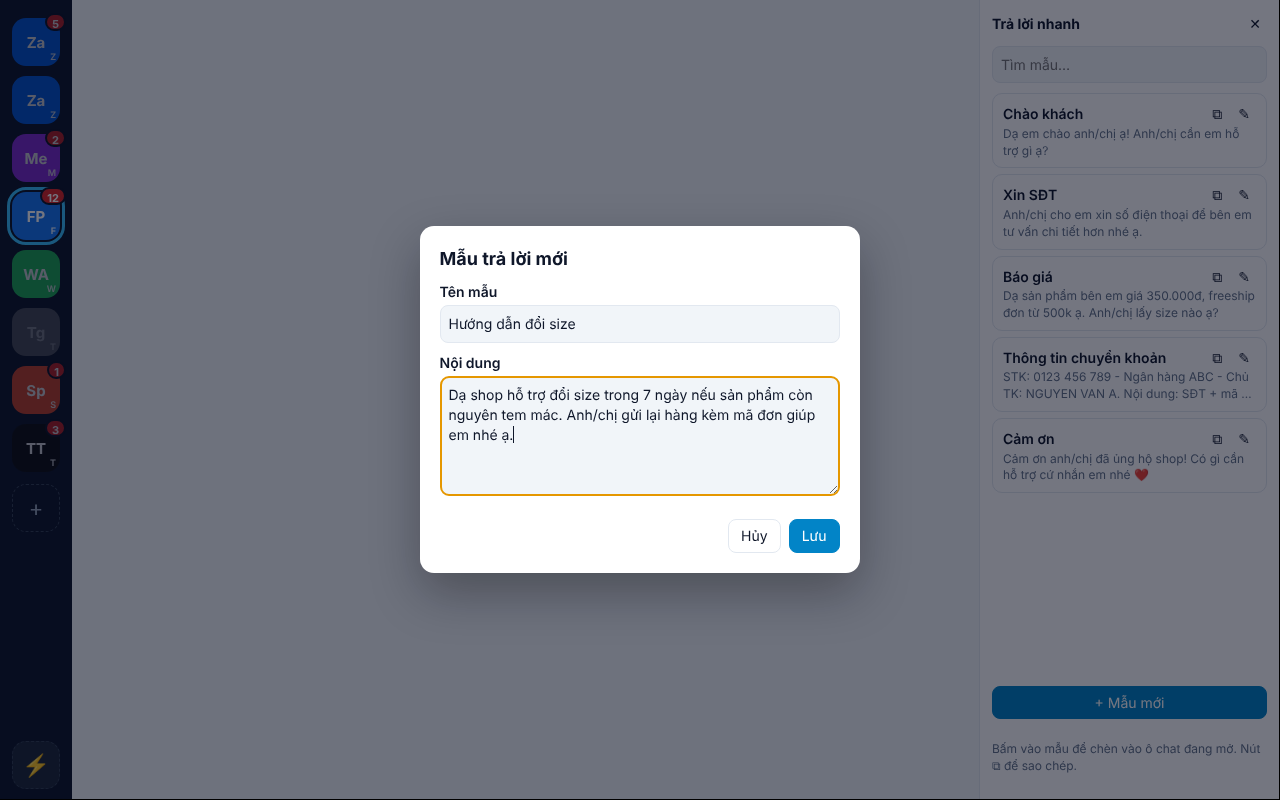 5
Za
Z
Za
Z
2
Me
M
12
FP
F
WA
W
Tg
T
1
Sp
S
3
TT
T
+
Mẫu trả lời mới
Tên mẫu
Hướng dẫn đổi size
Nội dung
Dạ shop hỗ trợ đổi size trong 7 ngày nếu sản phẩm còn
nguyên tem mác. Anh/chị gửi lại hàng kèm mã đơn giúp
em nhé ạ.
Hủy
Lưu
Trả lời nhanh
Tìm mẫu...
Chào khách
Dạ em chào anh/chị ạ! Anh/chị cần em hỗ
trợ gì ạ?
Xin SĐT
Anh/chị cho em xin số điện thoại để bên em
tư vấn chi tiết hơn nhé ạ.
Báo giá
Dạ sản phẩm bên em giá 350.000đ, freeship
đơn từ 500k ạ. Anh/chị lấy size nào ạ?
Thông tin chuyển khoản
STK: 0123 456 789 - Ngân hàng ABC - Chủ
TK: NGUYEN VAN A. Nội dung: SĐT + mã ...
Cảm ơn
Cảm ơn anh/chị đã ủng hộ shop! Có gì cần
hỗ trợ cứ nhắn em nhé ❤️
+ Mẫu mới
Bấm vào mẫu để chèn vào ô chat đang mở. Nút
⧉ để sao chép.